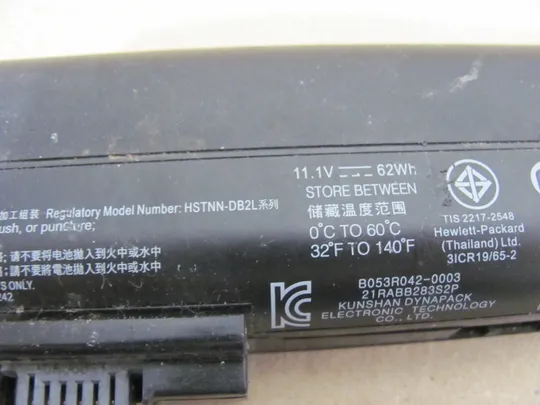 加工組裝 Regulatory Model Number: HSTNN-DB2L系列
ush, or puncture;
請不要将电池抛入到火中或水中
請不要將電池拋入到火中或水中
S ONLY.
242
11.1V 62Wh
STORE BETWEEN
储藏温度范围
0°C TO 60°C
32°F TO 140°F
TIS 2217-2548
Hewlett-Packard
(Thailand) Ltd.
3ICR19/65-2
B053R042-0003
21RABB283S2P
KUNSHAN DYNAPACK
ELECTRONIC TECHNOLOGY
CO., LTD.